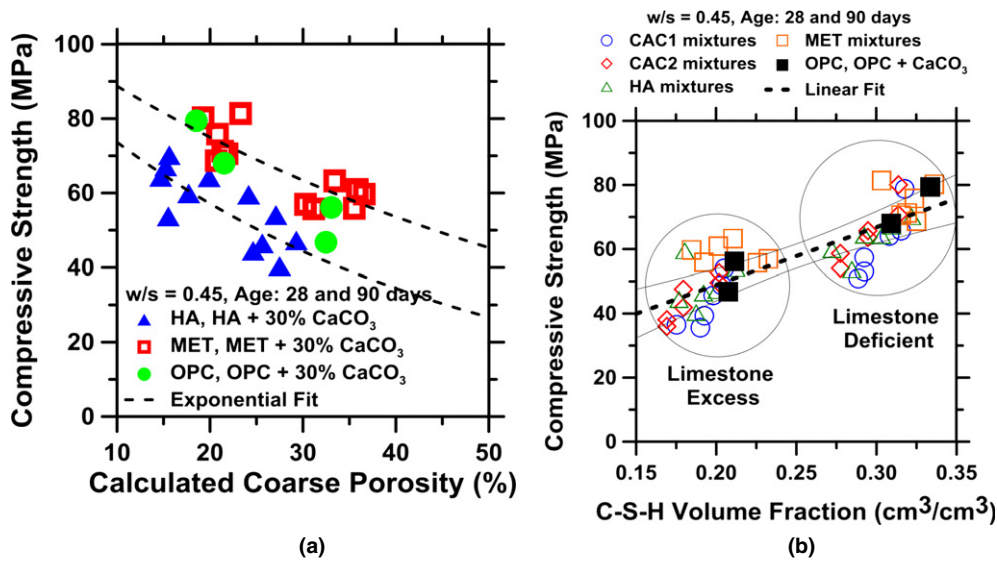 w/s = 0.45, Age: 28 and 90 days
HA, HA + 30% CaCO3
MET, MET + 30% CaCO3
OPC, OPC + 30% CaCO3
Exponential Fit
Compressive Strength (MPa)
100
80
60
40
20
0
10
20
30
40
50
Calculated Coarse Porosity (%)
(a)
w/s = 0.45, Age: 28 and 90 days
CAC1 mixtures
MET mixtures
CAC2 mixtures
OPC, OPC + CaCO3
HA mixtures
Linear Fit
Compressive Strength (MPa)
100
80
60
40
20
0
Limestone
Excess
Limestone
Deficient
0.15
0.20
0.25
0.30
0.35
C-S-H Volume Fraction (cm3/cm3)
(b)